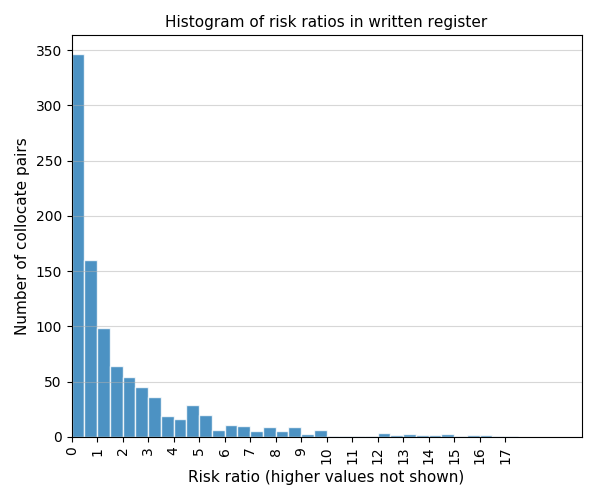 Histogram of risk ratios in written register
Number of collocate pairs
350
300
250
200
150
100
50
0
0 1 2 3 4 5 6 7 8 9 10 11 12 13 14 15 16 17
Risk ratio (higher values not shown)